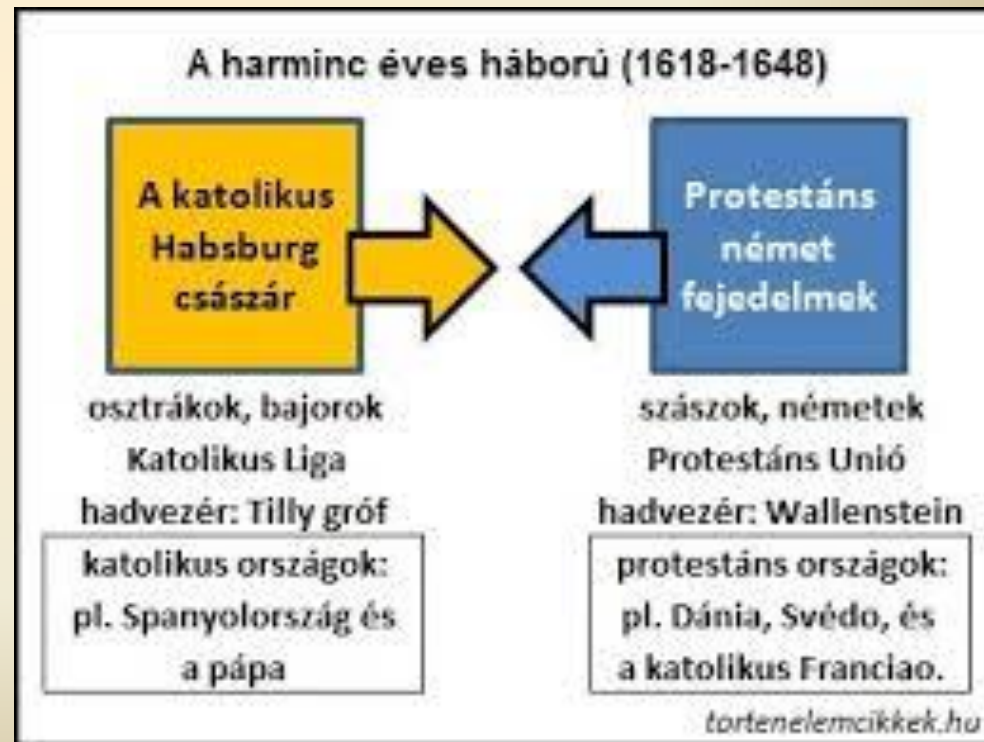 A harminc éves háború (1618-1648)
A katolikus
Habsburg
császár
Protestáns
német
fejedelmek
osztrákok, bajorok
Katolikus Liga
hadvezér: Tilly gróf
katolikus országok:
pl. Spanyolország és
a pápa
szászok, németek
Protestáns Unió
hadvezér: Wallenstein
protestáns országok:
pl. Dánia, Svédo, és
a katolikus Franciao.
tortenelemcikkek.hu